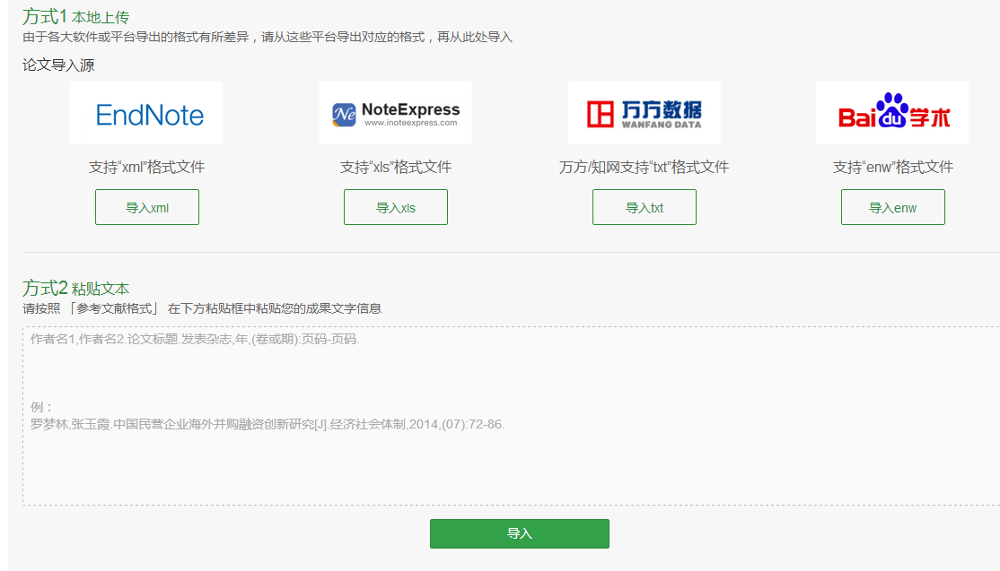 方式1 本地上传
由于各大软件或平台导出的格式有所差异，请从这些平台导出对应的格式，再从此处导入
论文导入源
EndNote
NoteExpress
www.inoteexpress.com
万方数据
WANFANG DATA
Bai du 学术
支持“xml”格式文件
支持“xls”格式文件
万方/知网支持“txt”格式文件
支持“enw”格式文件
导入xml
导入xls
导入txt
导入enw
方式2 粘贴文本
请按照 「参考文献格式」 在下方粘贴框中粘贴您的成果文字信息
作者名1,作者名2.论文标题.发表杂志,年,(卷或期):页码-页码.
例：
罗梦林,张玉霞.中国民营企业海外并购融资创新研究[J].经济社会体制,2014,(07):72-86.
导入